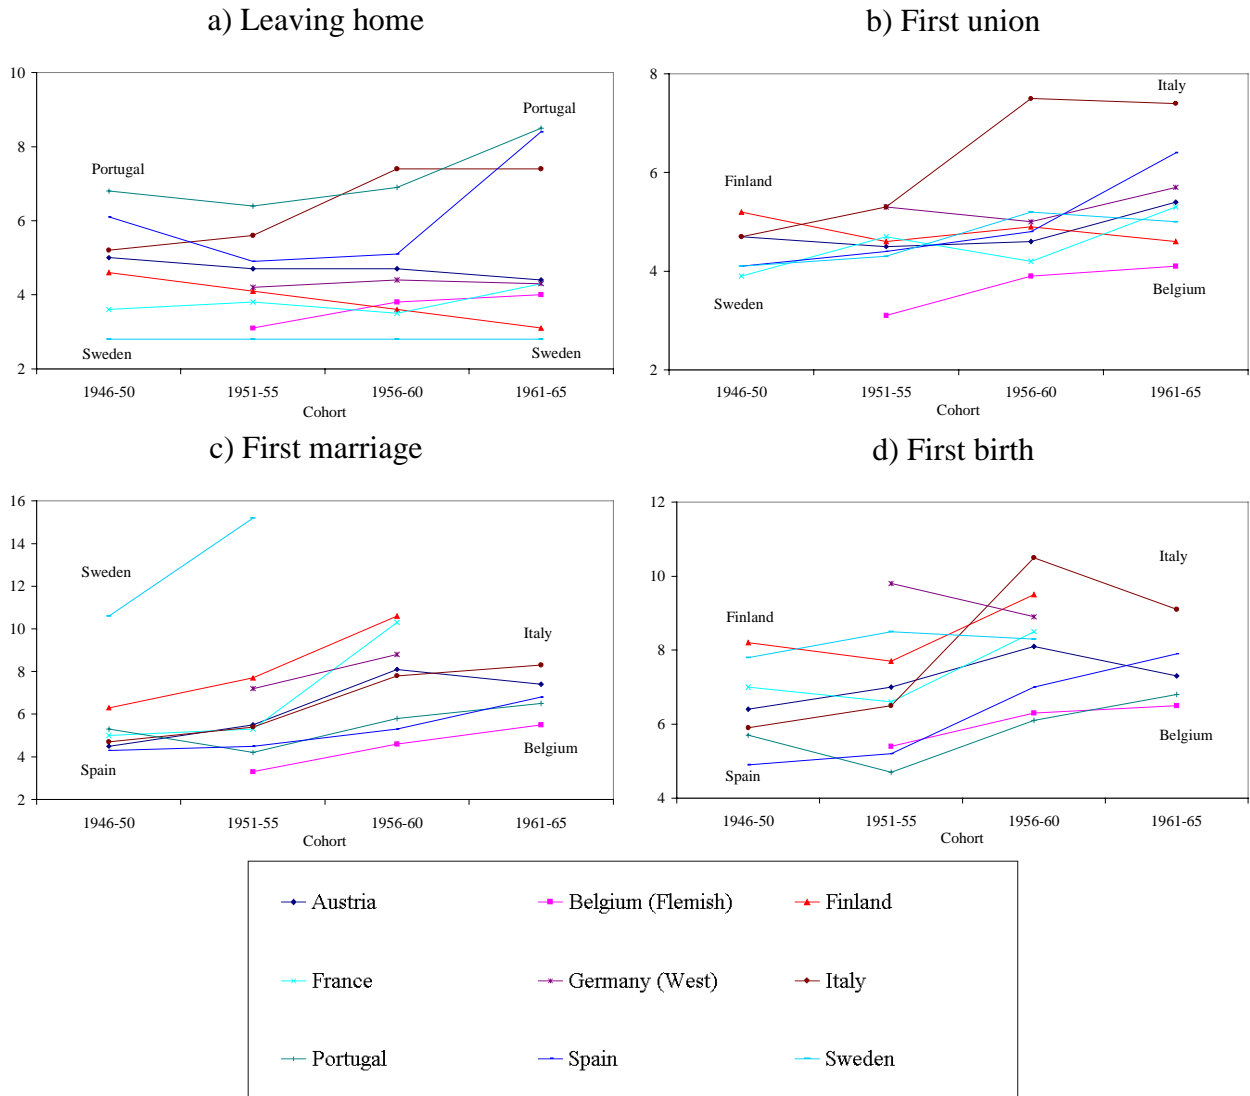 a) Leaving home
10
8
6
4
2
Portugal
Portugal
Sweden
Sweden
1946-50 1951-55 1956-60 1961-65
Cohort
b) First union
8
6
4
2
Finland
Italy
Sweden
Belgium
1946-50 1951-55 1956-60 1961-65
Cohort
c) First marriage
16
14
12
10
8
6
4
2
Sweden
Italy
Spain
Belgium
1946-50 1951-55 1956-60 1961-65
Cohort
d) First birth
12
10
8
6
4
Italy
Finland
Belgium
Spain
1946-50 1951-55 1956-60 1961-65
Cohort
Austria Belgium (Flemish) Finland
France Germany (West) Italy
Portugal Spain Sweden